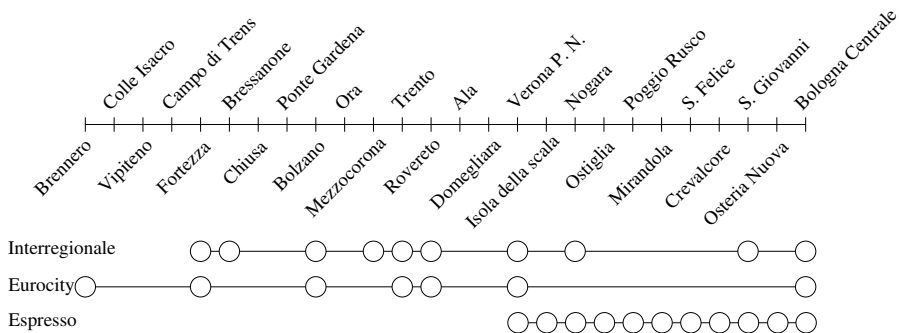 Colle Isacro
Campo di Trens
Bressanone
Ponte Gardena
Ora
Trento
Ala
Verona P. N.
Nogara
Poggio Rusco
S. Felice
S. Giovanni
Bologna Centrale
Brennero
Vipiteno
Fortezza
Chiusa
Bolzano
Mezzocorona
Rovereto
Domegliara
Isola della scala
Ostiglia
Mirandola
Crevalcore
Osteria Nuova
Interregionale
Eurocity
Espresso